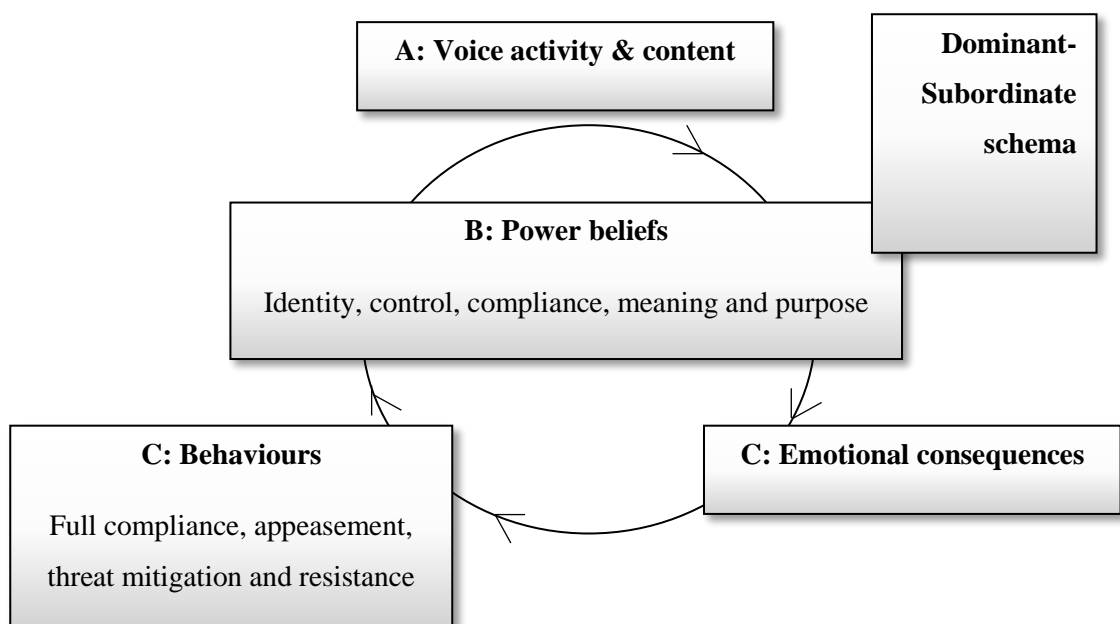 A: Voice activity & content
Dominant-
Subordinate
schema
B: Power beliefs
Identity, control, compliance, meaning and purpose
C: Behaviours
Full compliance, appeasement,
threat mitigation and resistance
C: Emotional consequences